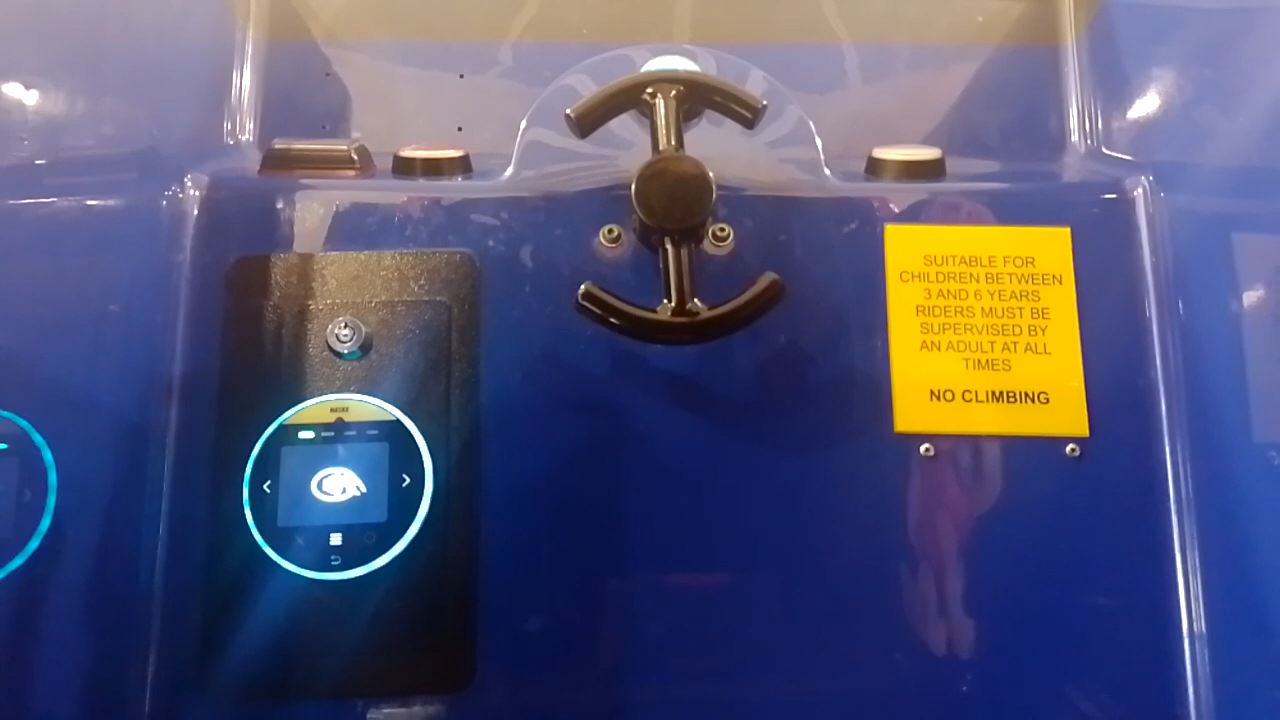 SUITABLE FOR
CHILDREN BETWEEN
3 AND 6 YEARS
RIDERS MUST BE
SUPERVISED BY
AN ADULT AT ALL
TIMES
NO CLIMBING